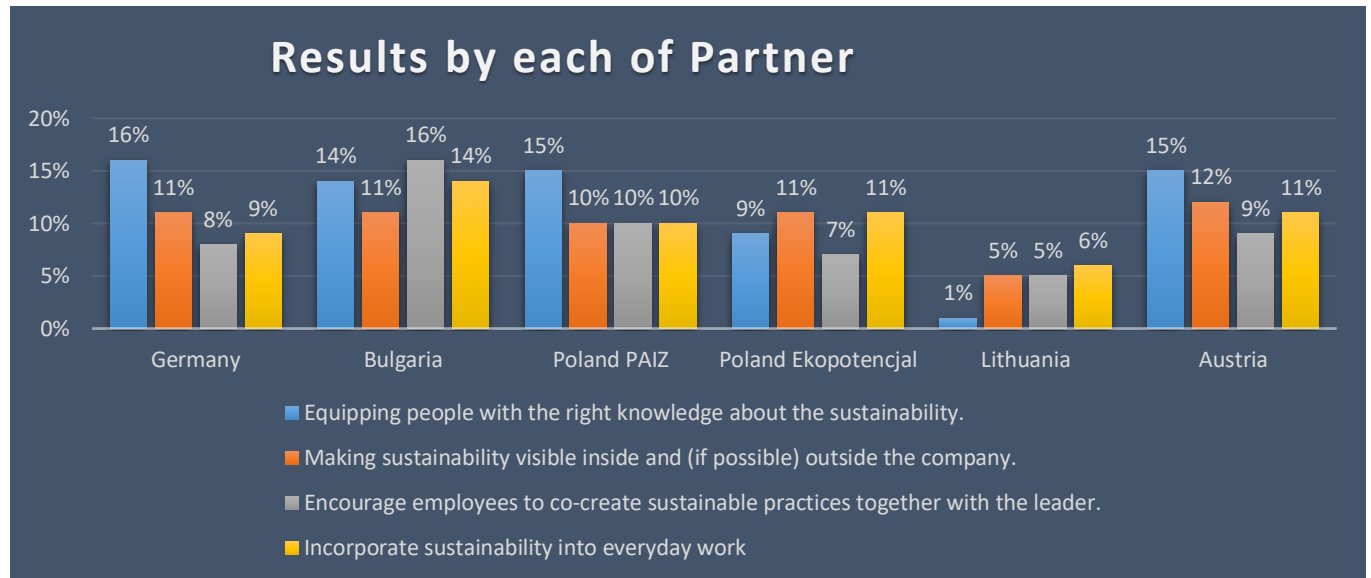 Results by each of Partner
20%
15%
10%
5%
0%
16%
11%
8%
9%
14%
11%
16%
14%
15%
10%
10%
10%
9%
11%
7%
11%
1%
5%
5%
6%
15%
12%
9%
11%
Germany
Bulgaria
Poland PAIZ
Poland Ekopotencjal
Lithuania
Austria
Equipping people with the right knowledge about the sustainability.
Making sustainability visible inside and (if possible) outside the company.
Encourage employees to co-create sustainable practices together with the leader.
Incorporate sustainability into everyday work